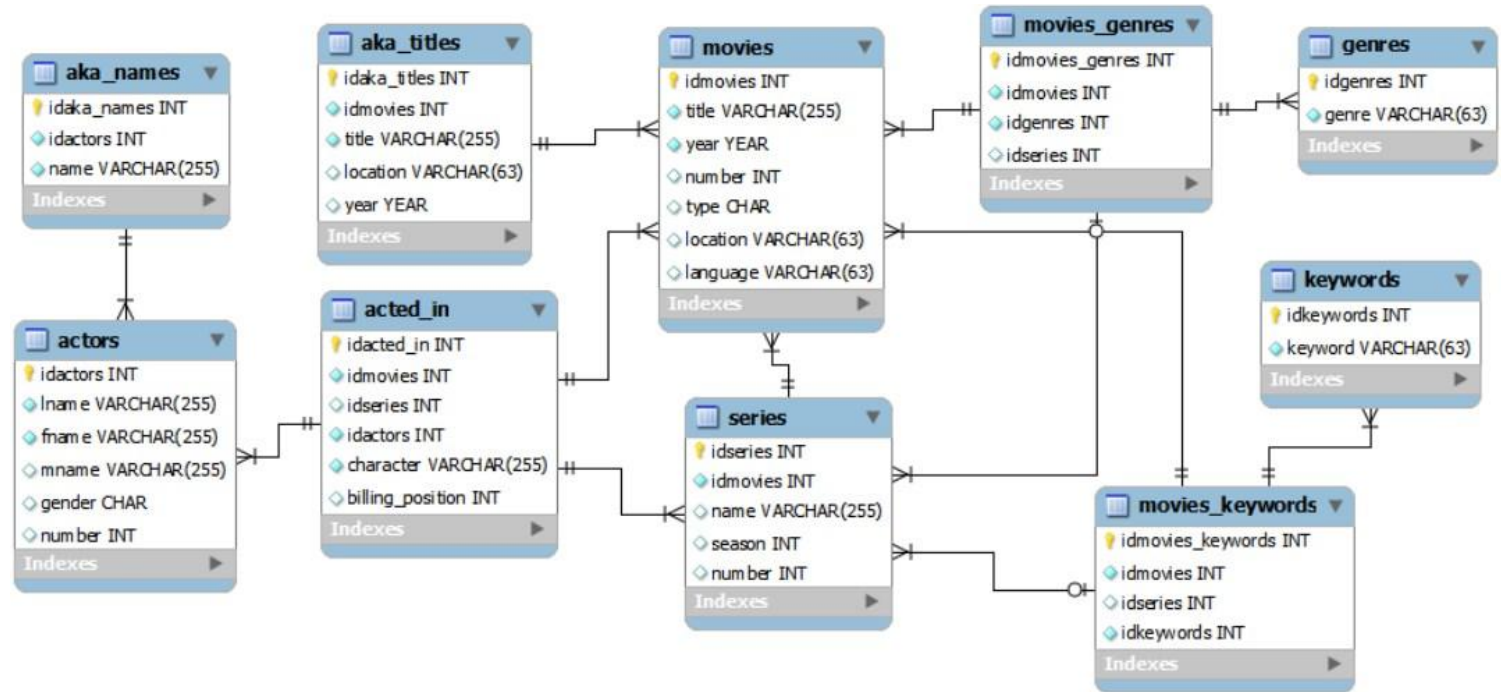 aka_names
idaka_names INT
idactors INT
name VARCHAR(255)
Indexes
aka_titles
idaka_titles INT
idmovies INT
title VARCHAR(255)
location VARCHAR(63)
year YEAR
Indexes
movies
idmovies INT
title VARCHAR(255)
year YEAR
number INT
type CHAR
location VARCHAR(63)
language VARCHAR(63)
Indexes
movies_genres
idmovies_genres INT
idmovies INT
idgenres INT
idseries INT
Indexes
genres
idgenres INT
genre VARCHAR(63)
Indexes
actors
idactors INT
lname VARCHAR(255)
fname VARCHAR(255)
mname VARCHAR(255)
gender CHAR
number INT
Indexes
acted_in
idacted_in INT
idmovies INT
idseries INT
idactors INT
character VARCHAR(255)
billing_position INT
Indexes
series
idseries INT
idmovies INT
name VARCHAR(255)
season INT
number INT
Indexes
keywords
idkeywords INT
keyword VARCHAR(63)
Indexes
movies_keywords
idmovies_keywords INT
idmovies INT
idseries INT
idkeywords INT
Indexes